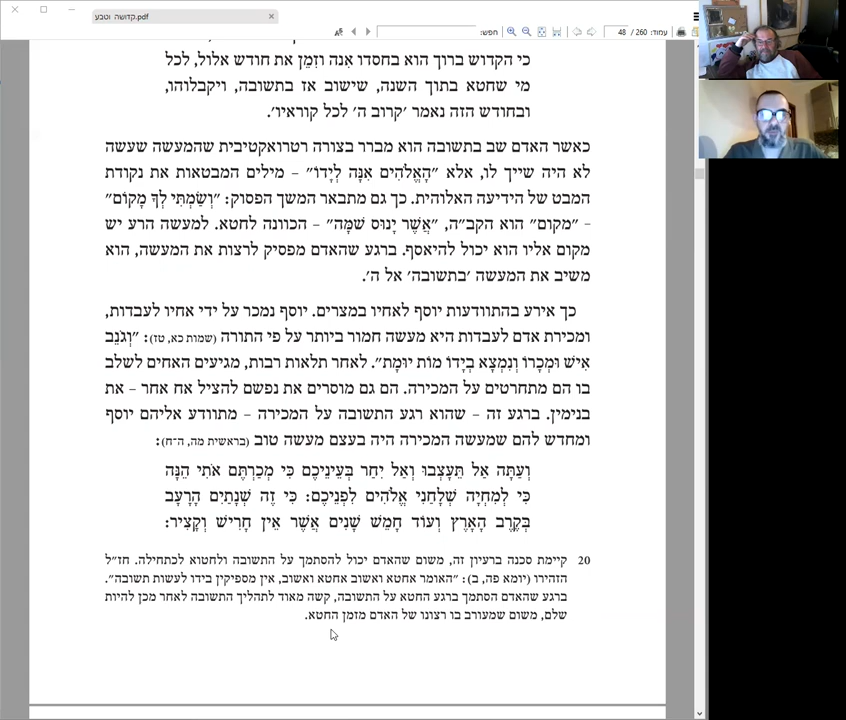 קדושה וטבע.pdf
עמוד: 260/ 48
חפש:
כי הקדוש ברוך הוא בחסדו אִנה וזִמֵן את חודש אלול, לכל
מי שחטא בתוך השנה, שישוב אז בתשובה, ויקבלוהו,
ובחודש הזה נאמר 'קרוב ה' לכל קוראיו'.
כאשר האדם שב בתשובה הוא מברר בצורה רטרואקטיבית שהמעשה שעשה
לא היה שייך לו, אלא "הָאֱלֹהִים אִנָּה לְיָדוֹ" – מילים המבטאות את נקודת
המבט של הידיעה האלוהית. כך גם מתבאר המשך הפסוק: "וְשַׂמְתִּי לְךָ מָקוֹם"
– "מקום" הוא הקב"ה, "אֲשֶׁר יָנוּס שָׁמָּה" – הכוונה לחטא. למעשה הרע יש
מקום אליו הוא יכול להיאסף. ברגע שהאדם מפסיק לרצות את המעשה, הוא
משיב את המעשה 'בתשובה' אל ה'.
כך אירע בהתוודעות יוסף לאחיו במצרים. יוסף נמכר על ידי אחיו לעבדות,
ומכירת אדם לעבדות היא מעשה חמור ביותר על פי התורה (שמות כא, טז): "וְגֹנֵב
אִישׁ וּמְכָרוֹ וְנִמְצָא בְיָדוֹ מוֹת יוּמָת". לאחר תלאות רבות, מגיעים האחים לשלב
בו הם מתחרטים על המכירה. הם גם מוסרים את נפשם להציל אח אחר – את
בנימין. ברגע זה – שהוא רגע התשובה על המכירה – מתוודע אליהם יוסף
ומחדש להם שמעשה המכירה היה בעצם מעשה טוב (בראשית מה, ה־ח):
וְעַתָּה אַל תֵּעָצְבוּ וְאַל יִחַר בְּעֵינֵיכֶם כִּי מְכַרְתֶּם אֹתִי הֵנָּה
כִּי לְמִחְיָה שְׁלָחַנִי אֱלֹהִים לִפְנֵיכֶם: כִּי זֶה שְׁנָתַיִם הָרָעָב
בְּקֶרֶב הָאָרֶץ וְעוֹד חָמֵשׁ שָׁנִים אֲשֶׁר אֵין חָרִישׁ וְקָצִיר:
20 קיימת סכנה ברעיון זה, משום שהאדם יכול להסתמך על התשובה ולחטוא לכתחילה. חז"ל
הזהירו (יומא פה, ב): "האומר אחטא ואשוב אחטא ואשוב, אין מספיקין בידו לעשות תשובה".
ברגע שהאדם הסתמך ברגע החטא על התשובה, קשה מאוד לתהליך התשובה לאחר מכן להיות
שלם, משום שמעורב בו רצונו של האדם מזמן החטא.